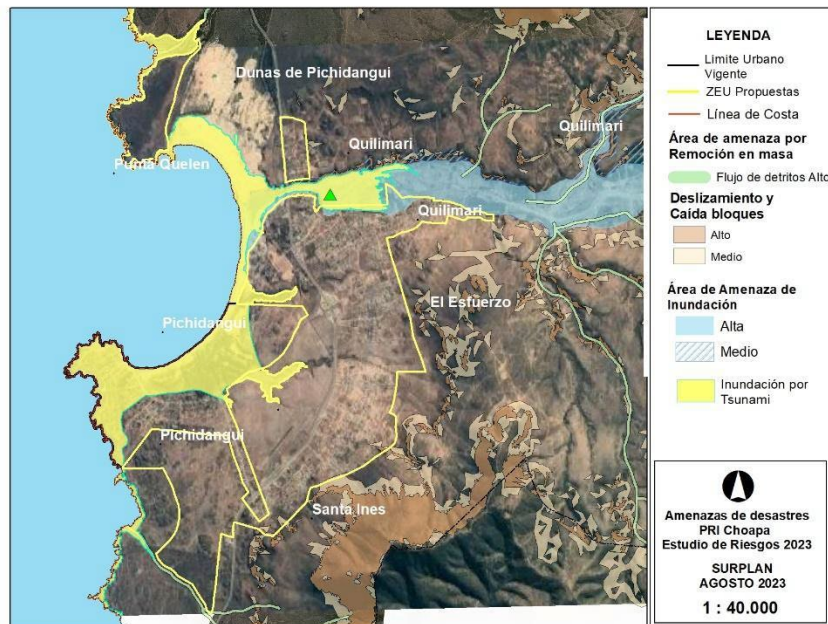 Dunas de Pichidangui
Quilimari
Quilimari
Puma Quelen
Quilimari
El Esfuerzo
Pichidangui
Pichidangui
Santa Ines
LEYENDA
Limite Urbano
Vigente
ZEU Propuestas
Línea de Costa
Área de amenaza por
Remoción en masa
Flujo de detritos Alto
Deslizamiento y
Caída bloques
Alto
Medio
Área de Amenaza de
Inundación
Alta
Medio
Inundación por
Tsunami
Amenazas de desastres
PRI Choapa
Estudio de Riesgos 2023
SURPLAN
AGOSTO 2023
1 : 40.000